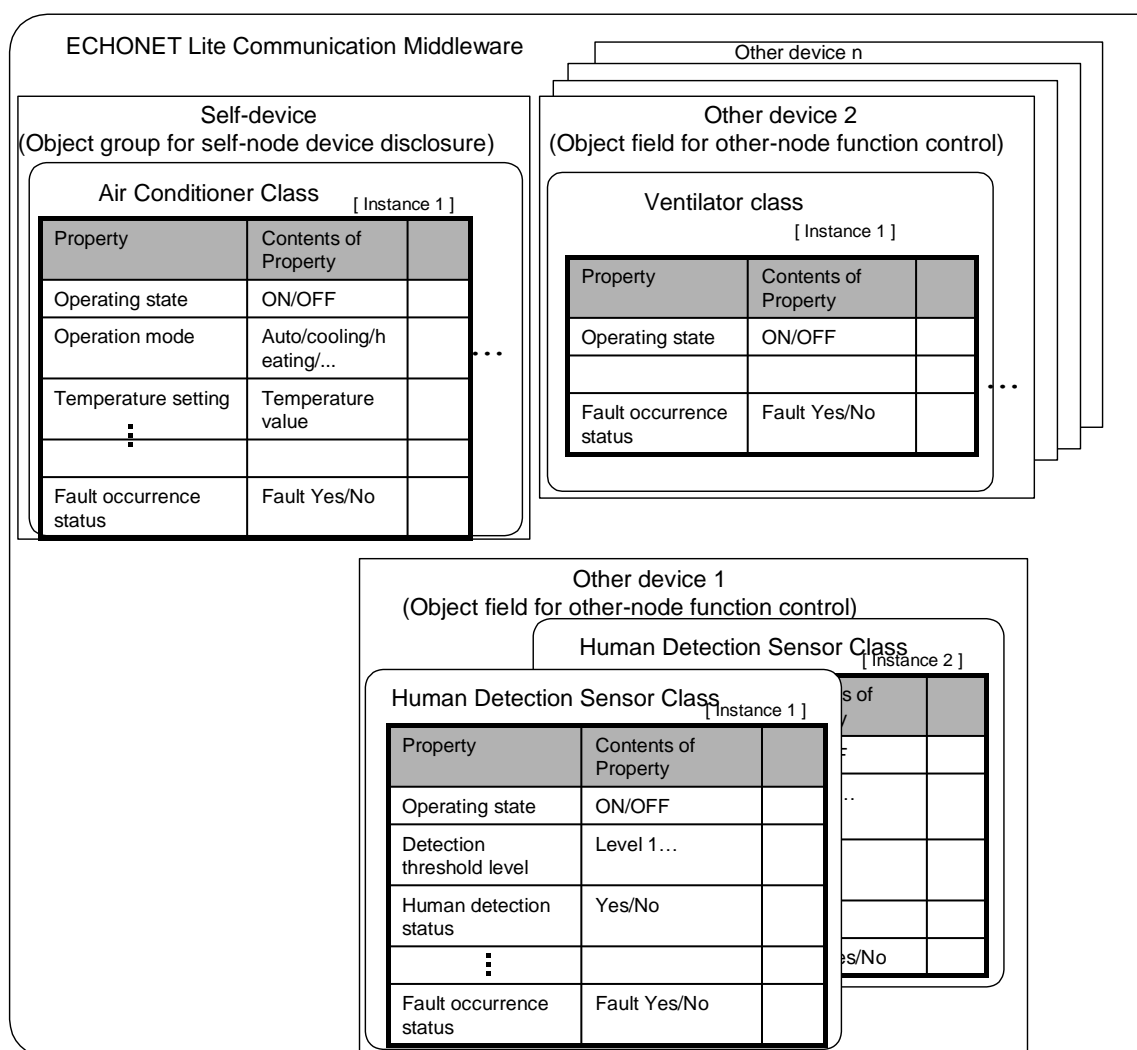 ECHONET Lite Communication Middleware
Other device n
Self-device
(Object group for self-node device disclosure)
Air Conditioner Class
[ Instance 1 ]
Property Contents of
Property
Operating state ON/OFF
Operation mode Auto/cooling/h
eating/...
...
Temperature setting Temperature
value
Fault occurrence Fault Yes/No
status
Other device 2
(Object field for other-node function control)
Ventilator class
[ Instance 1 ]
Property Contents of
Property
Operating state ON/OFF
...
Fault occurrence Fault Yes/No
status
Other device 1
(Object field for other-node function control)
Human Detection Sensor Class
[ Instance 2 ]
s of
es/No
Human Detection Sensor Class
[ Instance 1 ]
Property Contents of
Property
Operating state ON/OFF
Detection Level 1…
threshold level
Human detection Yes/No
status
Fault occurrence Fault Yes/No
status